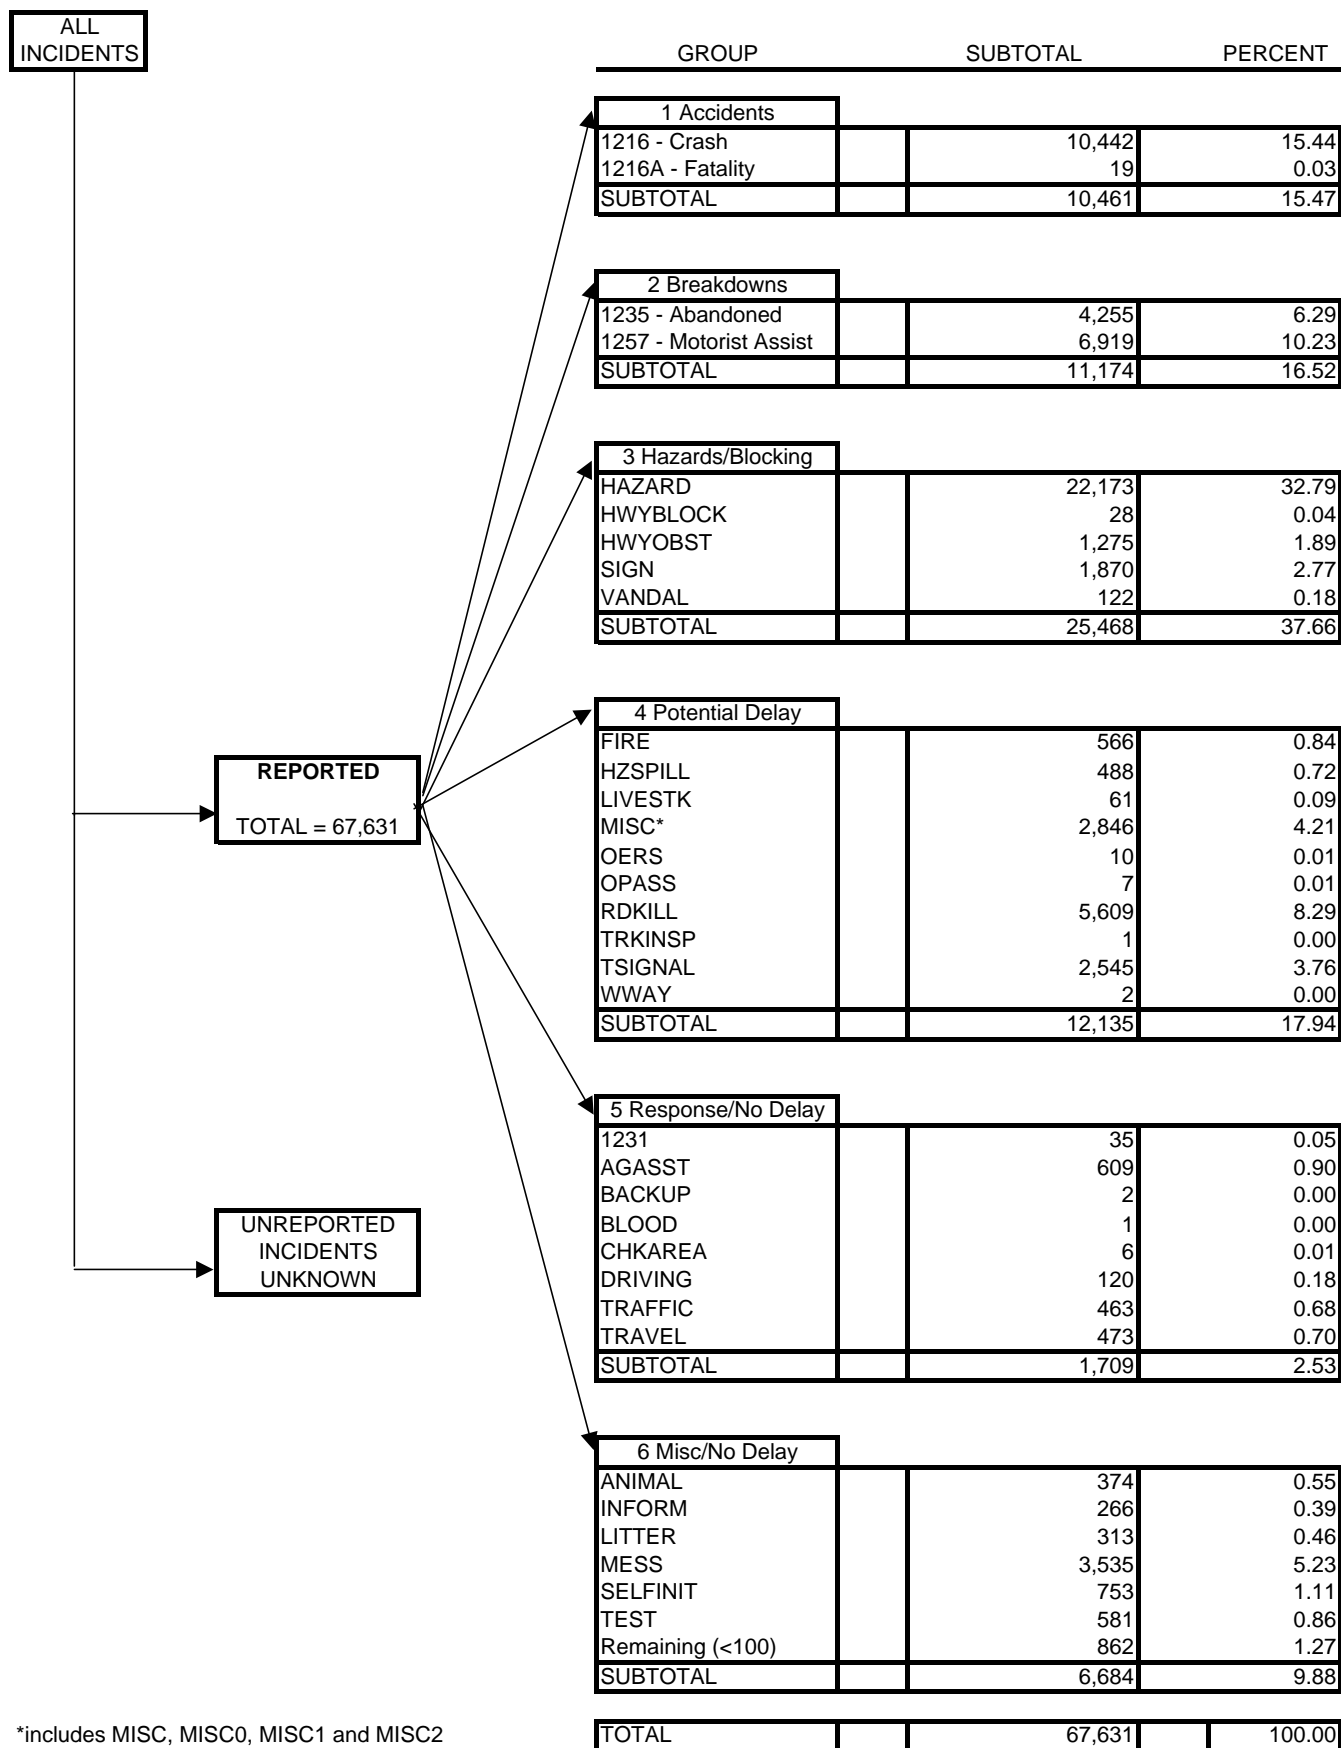 ALL
INCIDENTS
GROUP SUBTOTAL PERCENT
1 Accidents
1216 - Crash 10,442 15.44
1216A - Fatality 19 0.03
SUBTOTAL 10,461 15.47
2 Breakdowns
1235 - Abandoned 4,255 6.29
1257 - Motorist Assist 6,919 10.23
SUBTOTAL 11,174 16.52
3 Hazards/Blocking
HAZARD 22,173 32.79
HWYBLOCK 28 0.04
HWYOBST 1,275 1.89
SIGN 1,870 2.77
VANDAL 122 0.18
SUBTOTAL 25,468 37.66
4 Potential Delay
FIRE 566 0.84
HZSPILL 488 0.72
LIVESTK 61 0.09
MISC* 2,846 4.21
OERS 10 0.01
OPASS 7 0.01
RDKILL 5,609 8.29
TRKINSP 1 0.00
TSIGNAL 2,545 3.76
WWAY 2 0.00
SUBTOTAL 12,135 17.94
REPORTED
TOTAL = 67,631
5 Response/No Delay
1231 35 0.05
AGASST 609 0.90
BACKUP 2 0.00
BLOOD 1 0.00
CHKAREA 6 0.01
DRIVING 120 0.18
TRAFFIC 463 0.68
TRAVEL 473 0.70
SUBTOTAL 1,709 2.53
UNREPORTED
INCIDENTS
UNKNOWN
6 Misc/No Delay
ANIMAL 374 0.55
INFORM 266 0.39
LITTER 313 0.46
MESS 3,535 5.23
SELFINIT 753 1.11
TEST 581 0.86
Remaining (<100) 862 1.27
SUBTOTAL 6,684 9.88
*includes MISC, MISC0, MISC1 and MISC2
TOTAL 67,631 100.00